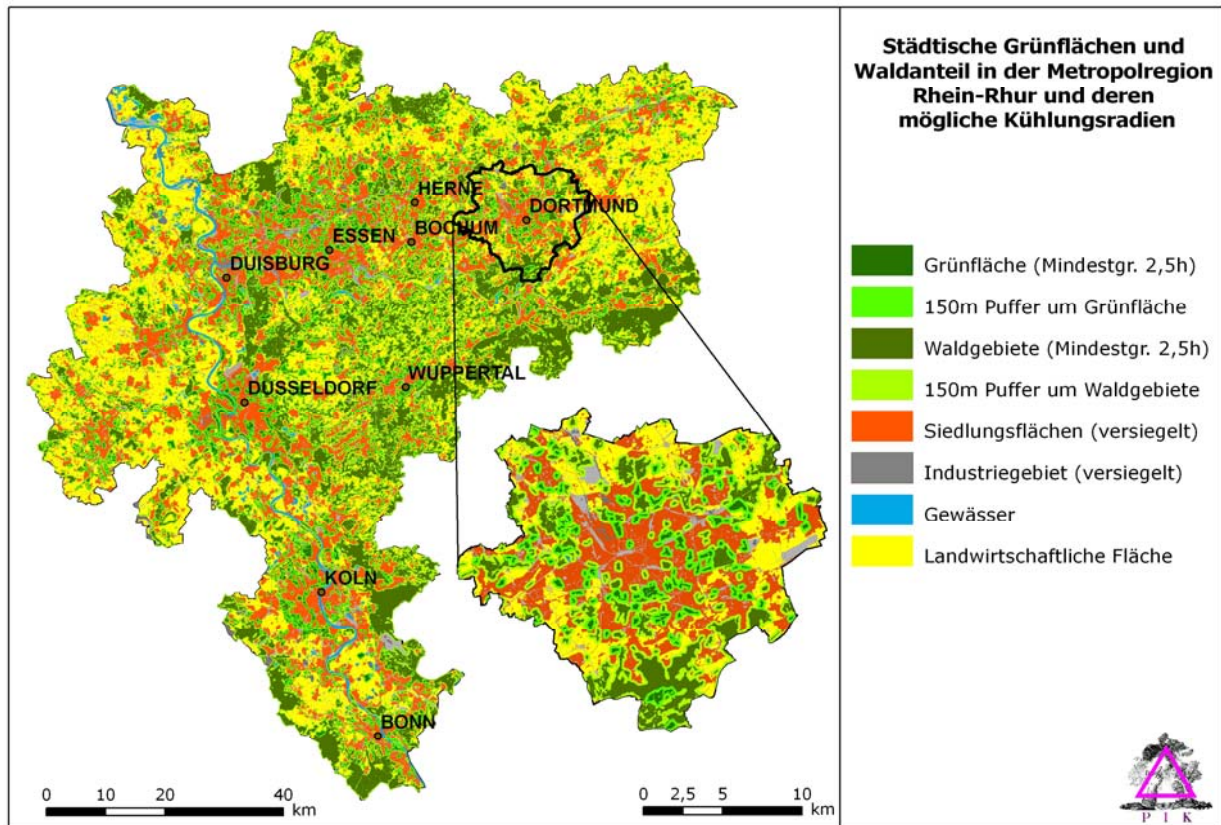 Städtische Grünflächen und
Waldanteil in der Metropolregion
Rhein-Rhur und deren
mögliche Kühlungsradien
Grünfläche (Mindestgr. 2,5h)
150m Puffer um Grünfläche
Waldgebiete (Mindestgr. 2,5h)
150m Puffer um Waldgebiete
Siedlungsflächen (versiegelt)
Industriegebiet (versiegelt)
Gewässer
Landwirtschaftliche Fläche
HERNE
DORTMUND
BOCHUM
ESSEN
DUISBURG
WUPPERTAL
DÜSSELDORF
KÖLN
BONN
0 10 20 40
km
0 2,5 5 10
km
P I K